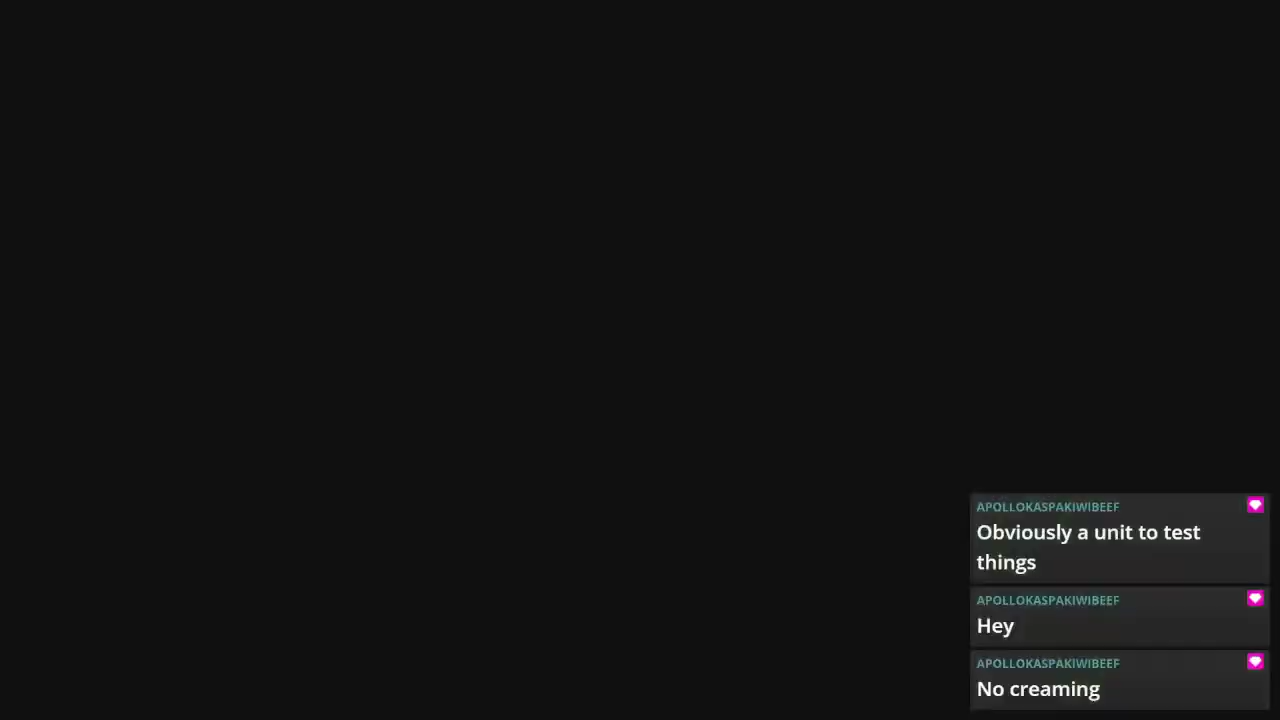 APOLLOKASPAKIWIBEEF
Obviously a unit to test
things
APOLLOKASPAKIWIBEEF
Hey
APOLLOKASPAKIWIBEEF
No creaming